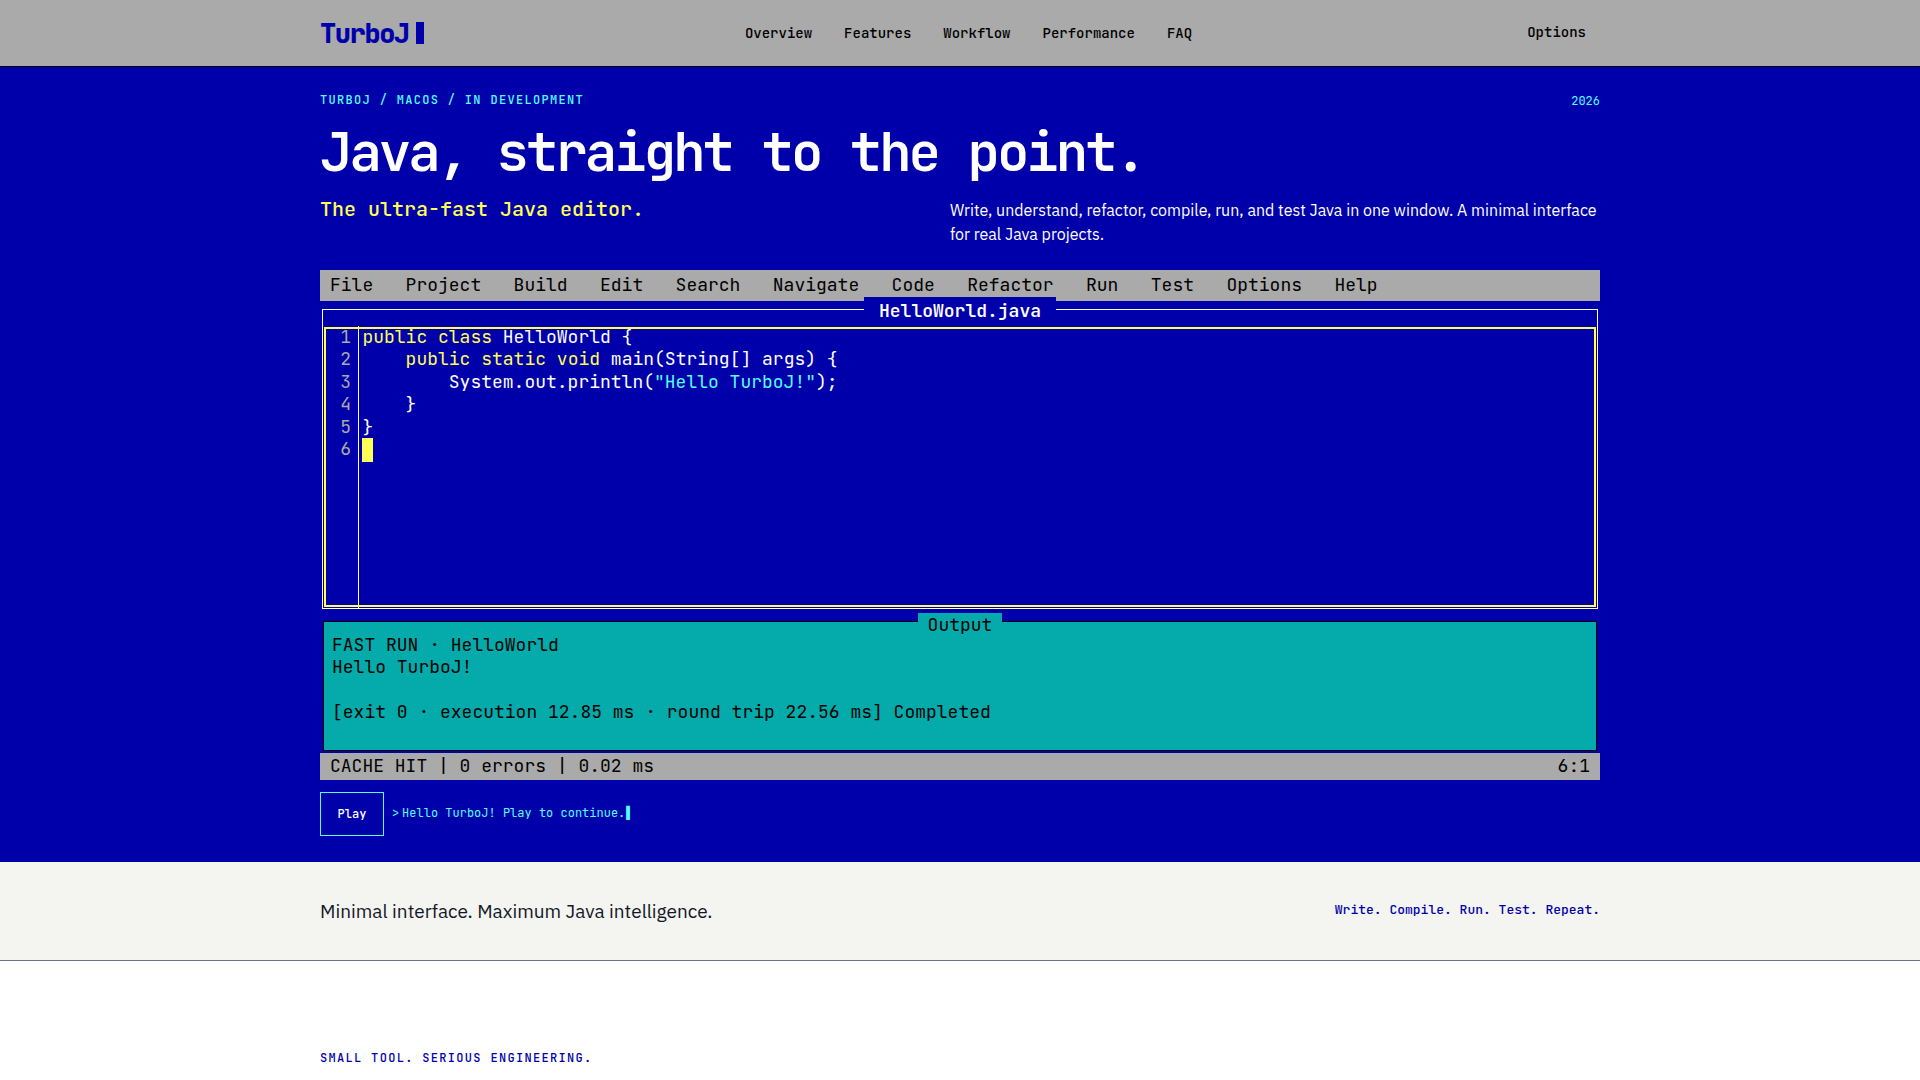 TurboJ
Overview Features Workflow Performance FAQ
Options
TURBOJ / MACOS / IN DEVELOPMENT
2026
Java, straight to the point.
The ultra-fast Java editor.
Write, understand, refactor, compile, run, and test Java in one window. A minimal interface
for real Java projects.
File Project Build Edit Search Navigate Code Refactor Run Test Options Help
HelloWorld.java
1 public class HelloWorld {
2     public static void main(String[] args) {
3         System.out.println("Hello TurboJ!");
4     }
5 }
6
Output
FAST RUN · HelloWorld
Hello TurboJ!
[exit 0 · execution 12.85 ms · round trip 22.56 ms] Completed
CACHE HIT | 0 errors | 0.02 ms
6:1
Play
> Hello TurboJ! Play to continue.
Minimal interface. Maximum Java intelligence.
Write. Compile. Run. Test. Repeat.
SMALL TOOL. SERIOUS ENGINEERING.